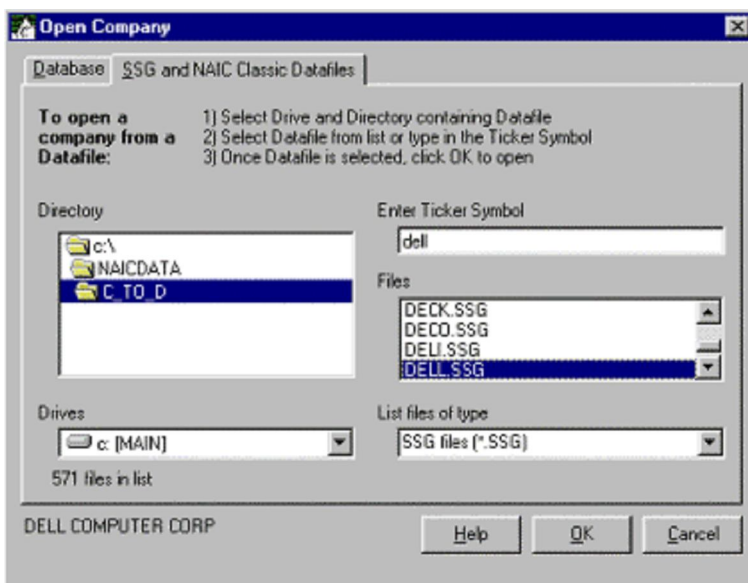 Open Company
Database
SSG and NAIC Classic Datafiles
To open a company from a Datafile:
1) Select Drive and Directory containing Datafile
2) Select Datafile from list or type in the Ticker Symbol
3) Once Datafile is selected, click OK to open
Directory
c:\
NAICDATA
C_TO_D
Enter Ticker Symbol
dell
Files
DECK.SSG
DECO.SSG
DELI.SSG
DELL.SSG
Drives
c: [MAIN]
571 files in list
List files of type
SSG files (*.SSG)
DELL COMPUTER CORP
Help
OK
Cancel